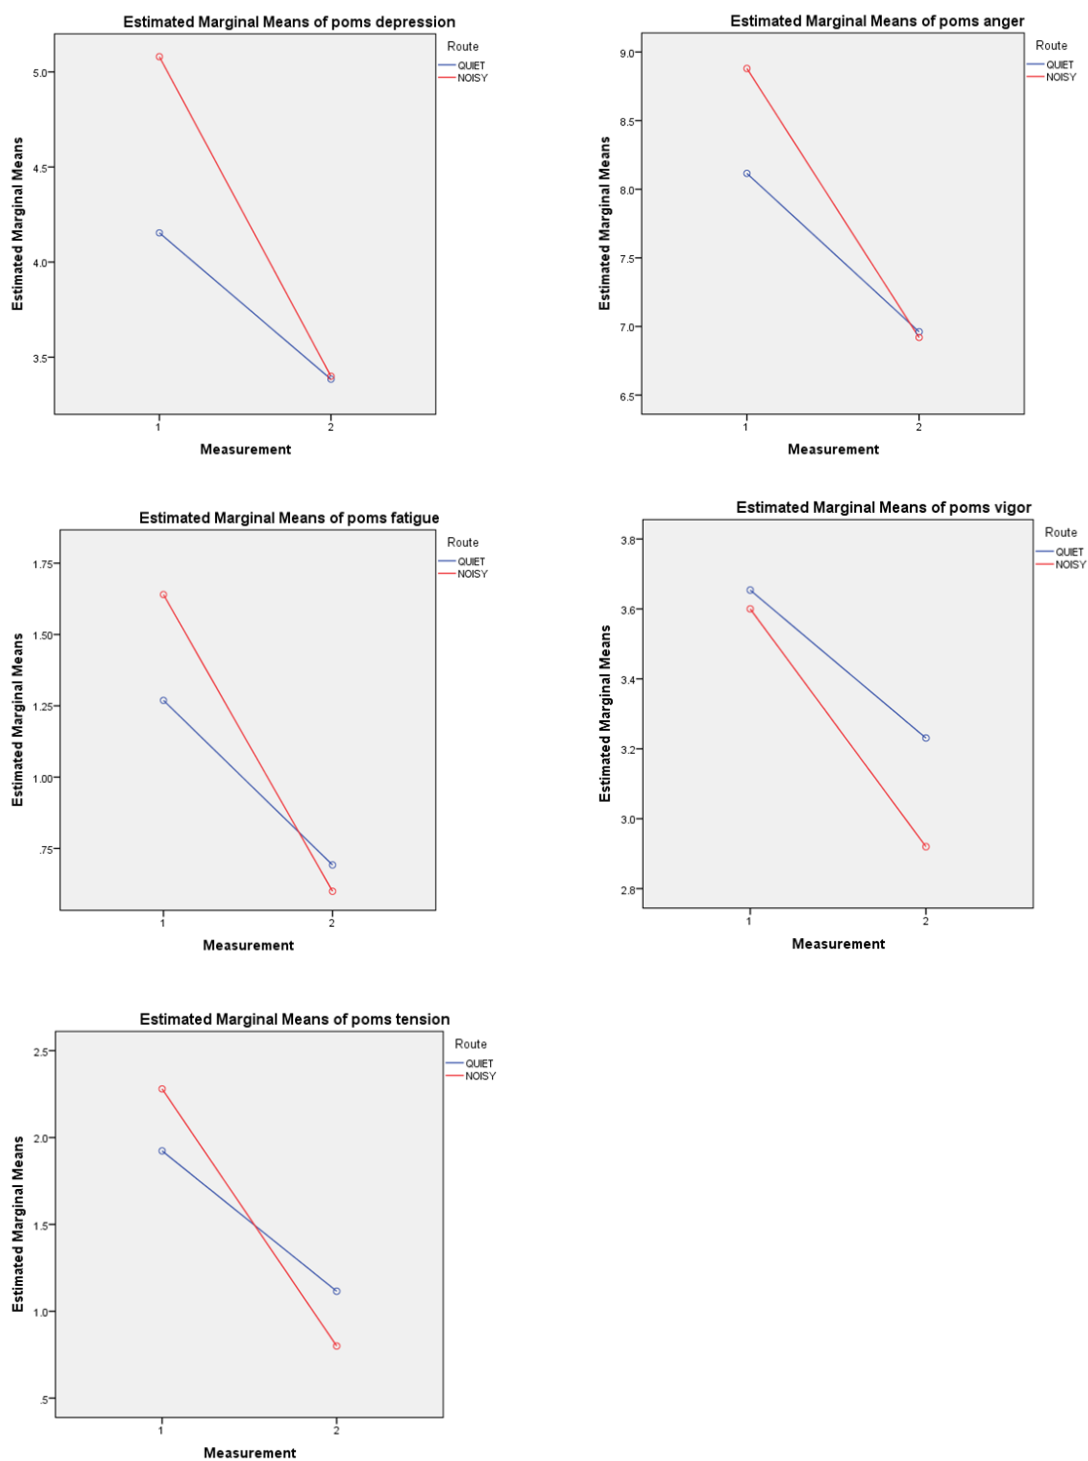 Estimated Marginal Means of poms depression
Route
QUIET
NOISY
Estimated Marginal Means
5.0
4.5
4.0
3.5
1
2
Measurement
Estimated Marginal Means of poms anger
Route
QUIET
NOISY
Estimated Marginal Means
9.0
8.5
8.0
7.5
7.0
6.5
1
2
Measurement
Estimated Marginal Means of poms fatigue
Route
QUIET
NOISY
Estimated Marginal Means
1.75
1.50
1.25
1.00
.75
1
2
Measurement
Estimated Marginal Means of poms vigor
Route
QUIET
NOISY
Estimated Marginal Means
3.8
3.6
3.4
3.2
3.0
2.8
1
2
Measurement
Estimated Marginal Means of poms tension
Route
QUIET
NOISY
Estimated Marginal Means
2.5
2.0
1.5
1.0
.5
1
2
Measurement